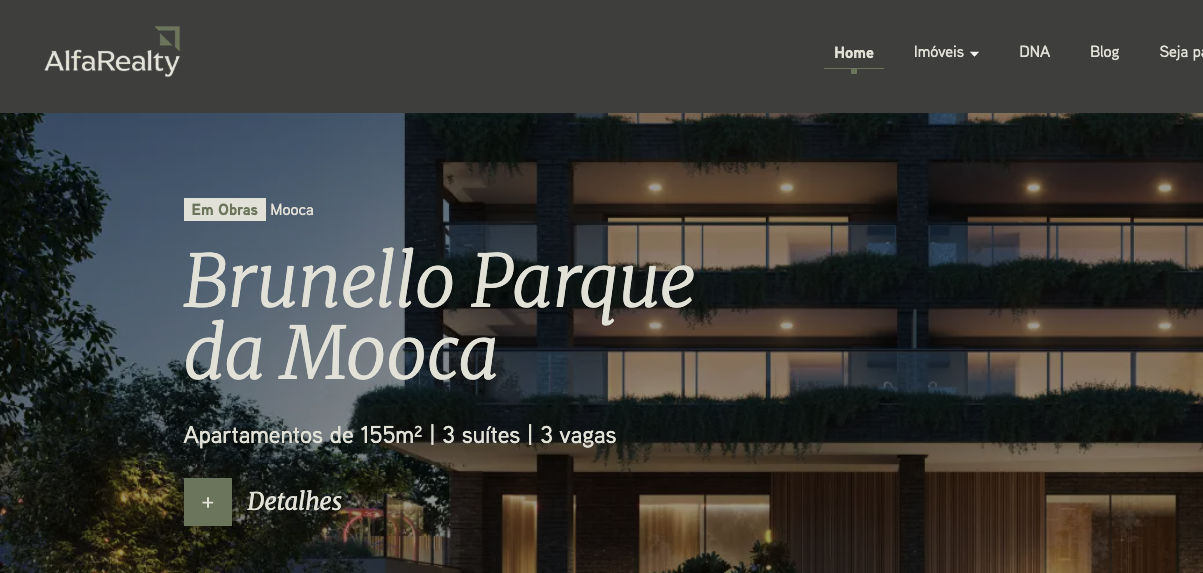 AlfaRealty
Home Imóveis DNA Blog Seja
Em Obras Mooca
Brunello Parque
da Mooca
Apartamentos de 155m² | 3 suítes | 3 vagas
+ Detalhes